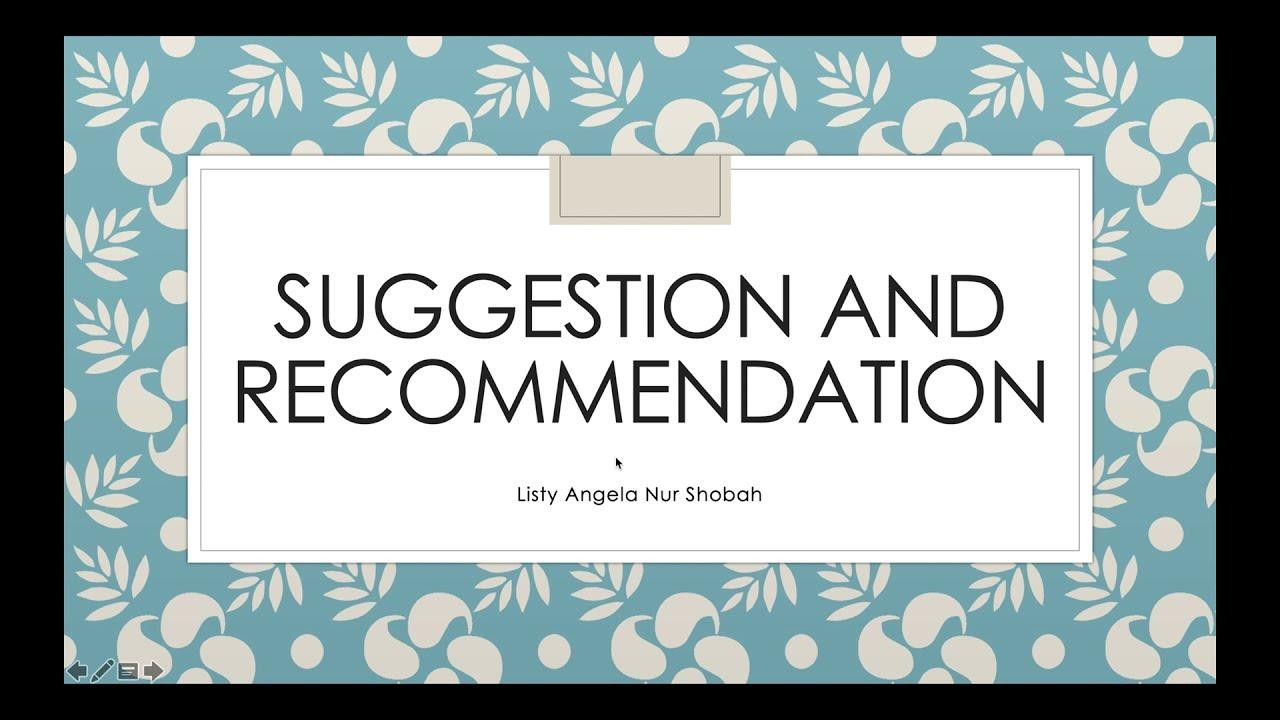 SUGGESTION AND
RECOMMENDATION
Listy Angela Nur Shobah